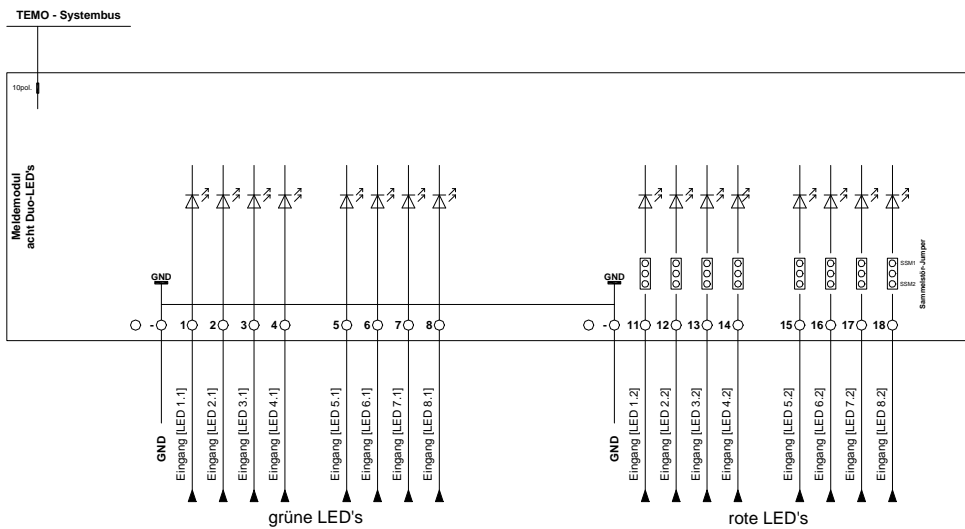 TEMO - Systembus
10pol.
Meldemodul
acht Duo-LED's
GND
GND
SSM1
SSM2
Sammelstör-Jumper
- 1 2 3 4 5 6 7 8
- 11 12 13 14 15 16 17 18
GND
Eingang [LED 1.1]
Eingang [LED 2.1]
Eingang [LED 3.1]
Eingang [LED 4.1]
Eingang [LED 5.1]
Eingang [LED 6.1]
Eingang [LED 7.1]
Eingang [LED 8.1]
GND
Eingang [LED 1.2]
Eingang [LED 2.2]
Eingang [LED 3.2]
Eingang [LED 4.2]
Eingang [LED 5.2]
Eingang [LED 6.2]
Eingang [LED 7.2]
Eingang [LED 8.2]
grüne LED's
rote LED's